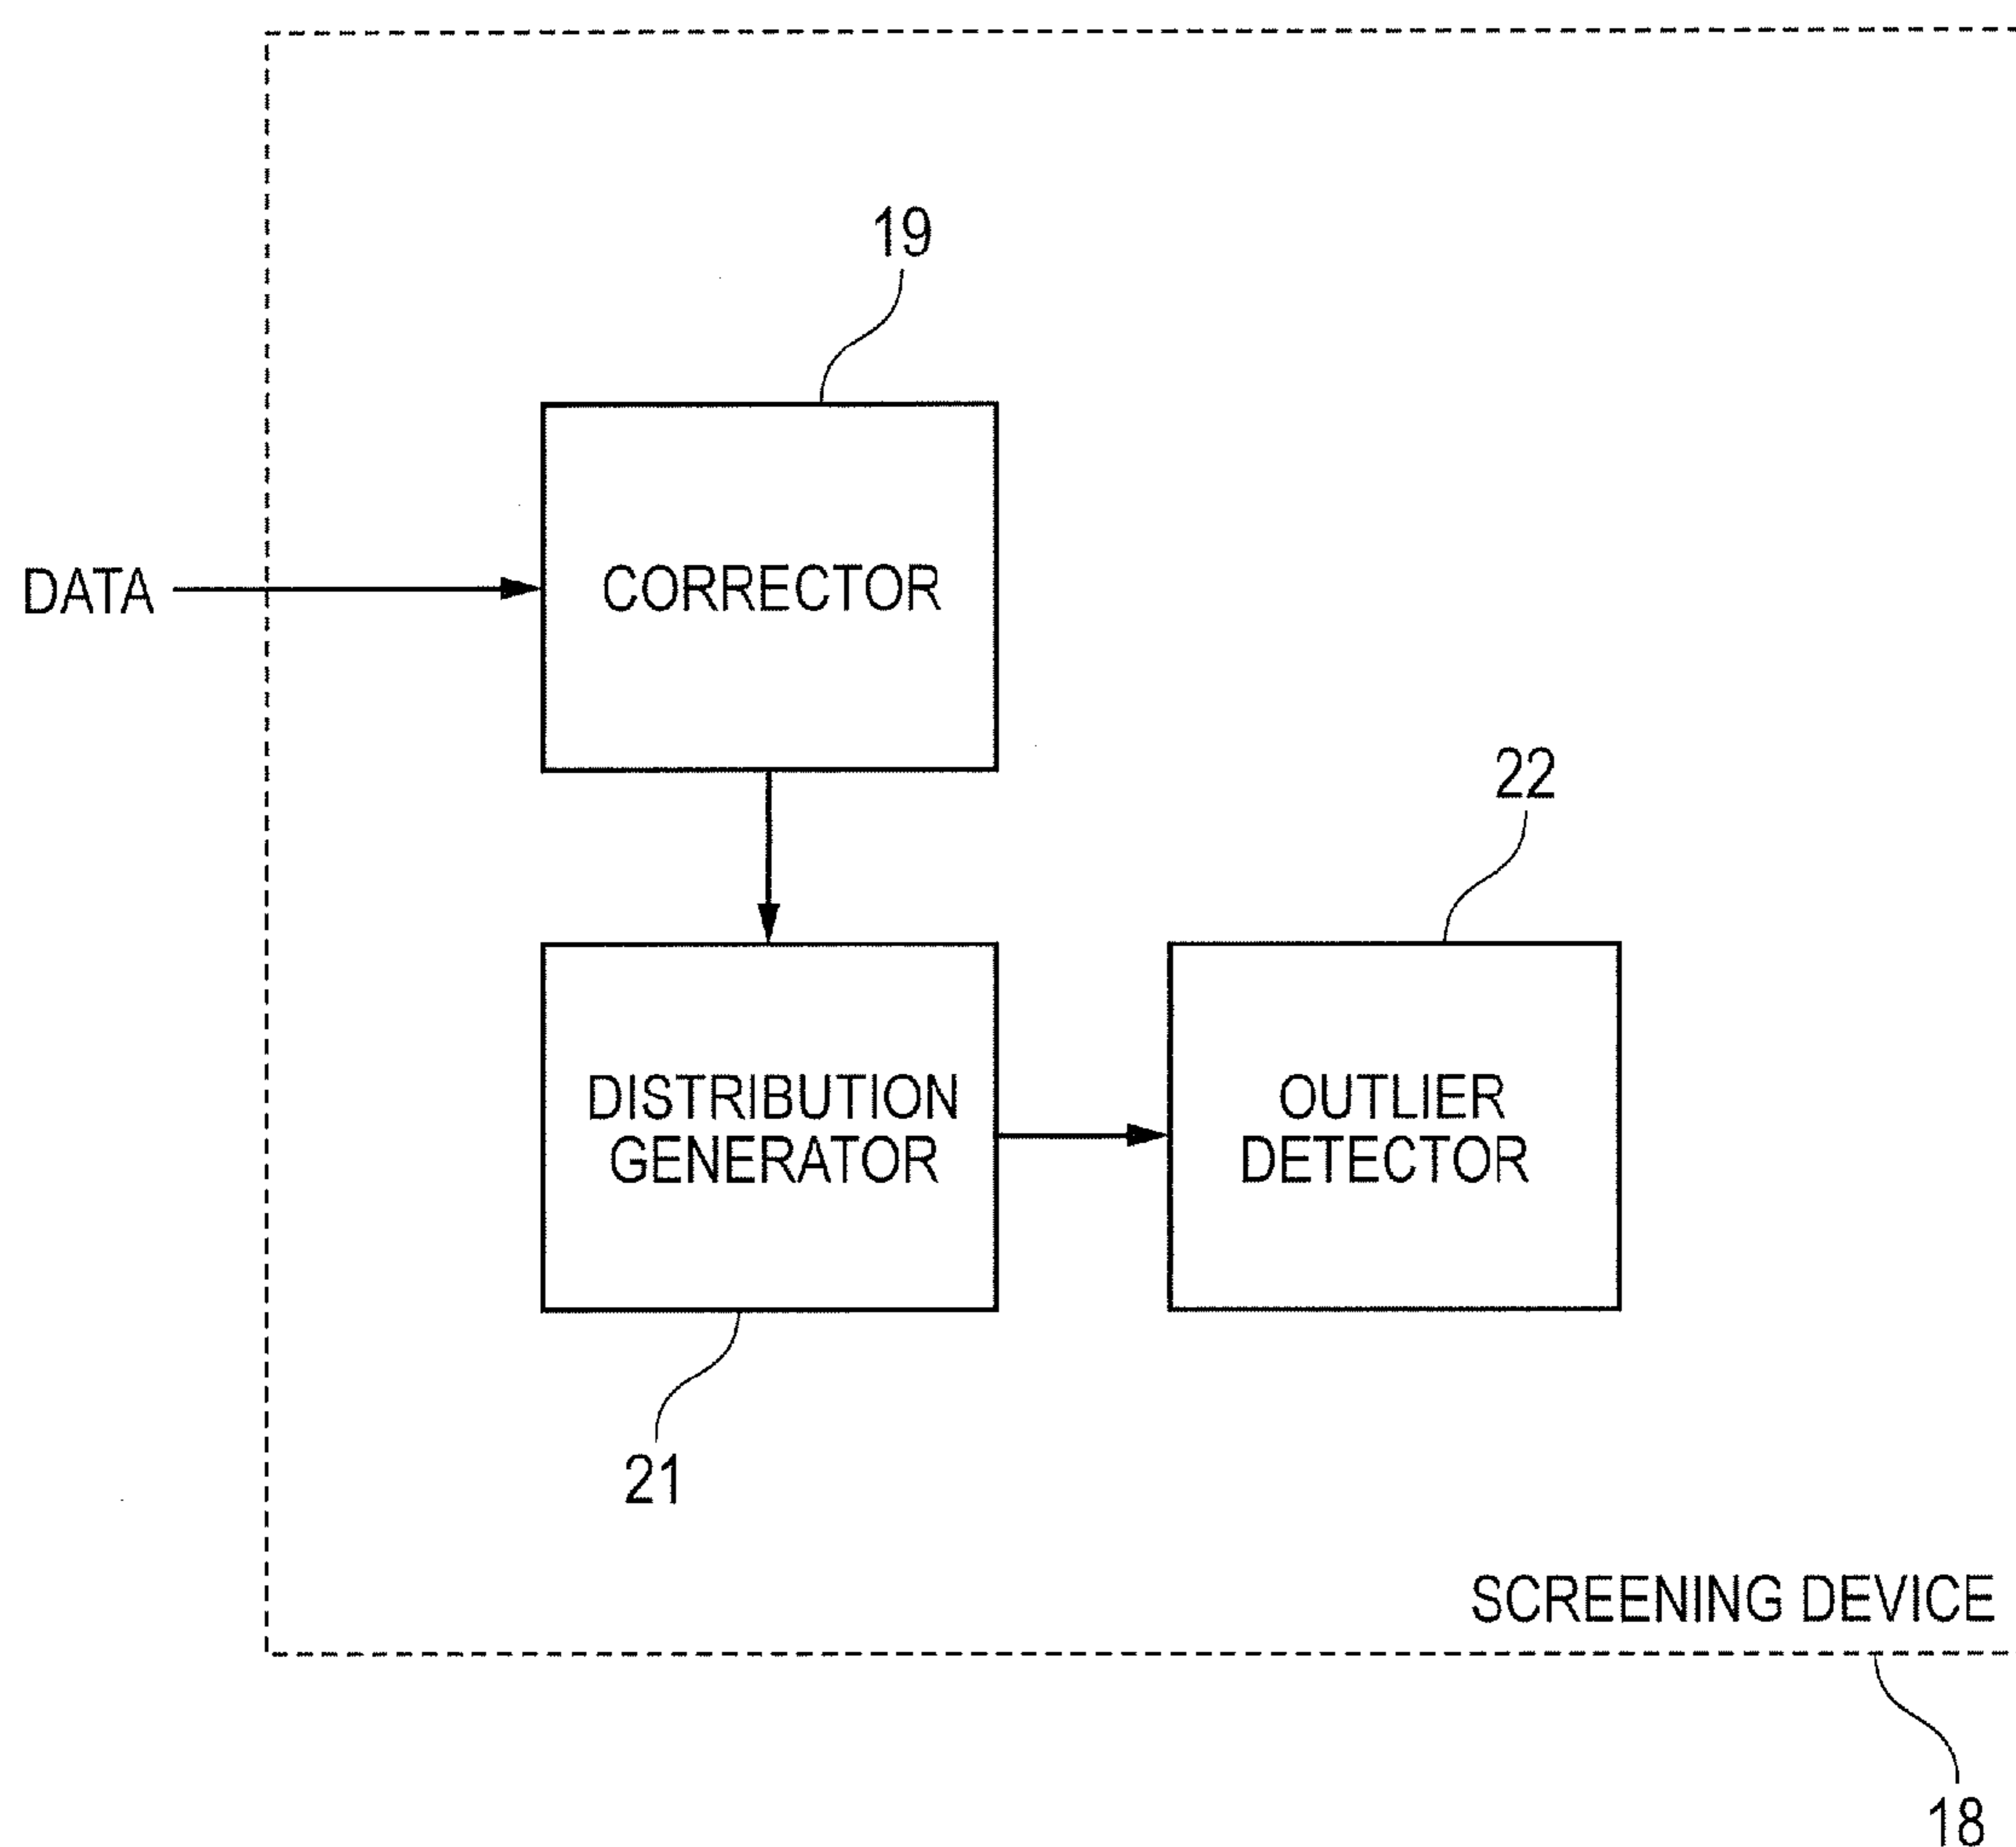 19
DATA
CORRECTOR
22
DISTRIBUTION
GENERATOR
OUTLIER
DETECTOR
21
SCREENING DEVICE
18